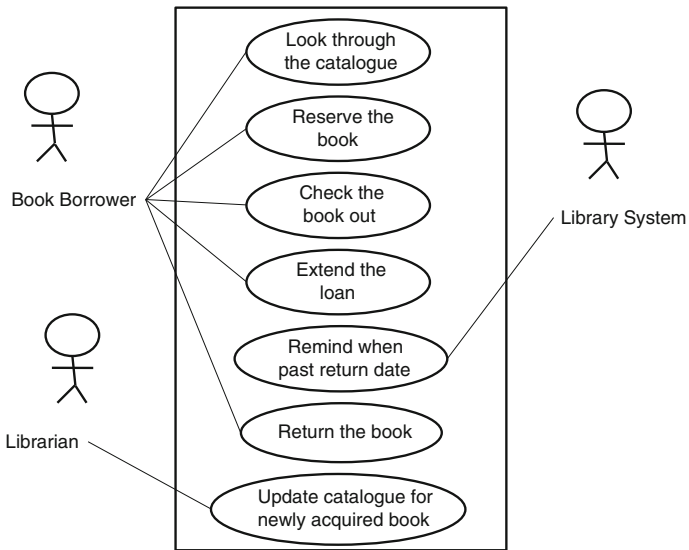 Look through
the catalogue
Reserve the
book
Book Borrower
Check the
book out
Library System
Extend the
loan
Remind when
past return date
Librarian
Return the book
Update catalogue for
newly acquired book